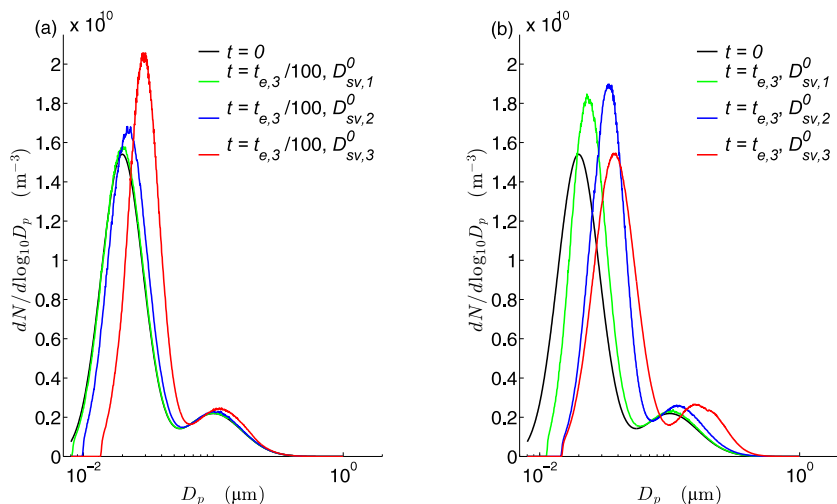 (a)
x 10^10
t = 0
t = t_e,3 /100, D^0_sv,1
t = t_e,3 /100, D^0_sv,2
t = t_e,3 /100, D^0_sv,3
2
1.8
1.6
1.4
1.2
1
0.8
0.6
0.4
0.2
0
dN/dlog10D_p (m^−3)
10^−2
10^0
D_p (μm)
(b)
x 10^10
t = 0
t = t_e,3, D^0_sv,1
t = t_e,3, D^0_sv,2
t = t_e,3, D^0_sv,3
2
1.8
1.6
1.4
1.2
1
0.8
0.6
0.4
0.2
0
dN/dlog10D_p (m^−3)
10^−2
10^0
D_p (μm)